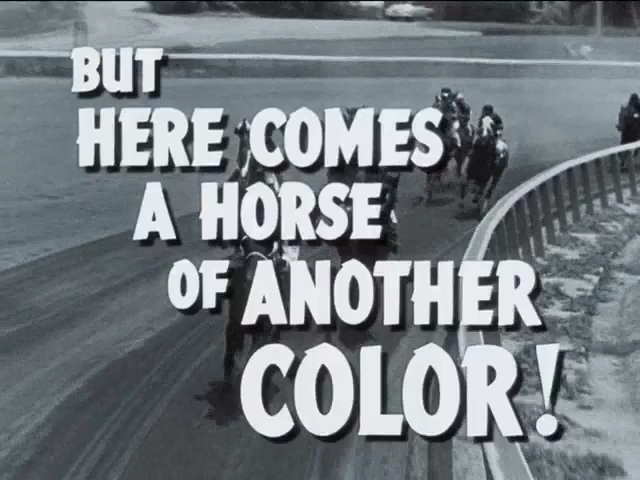 BUT
HERE COMES
A HORSE
OF ANOTHER
COLOR!